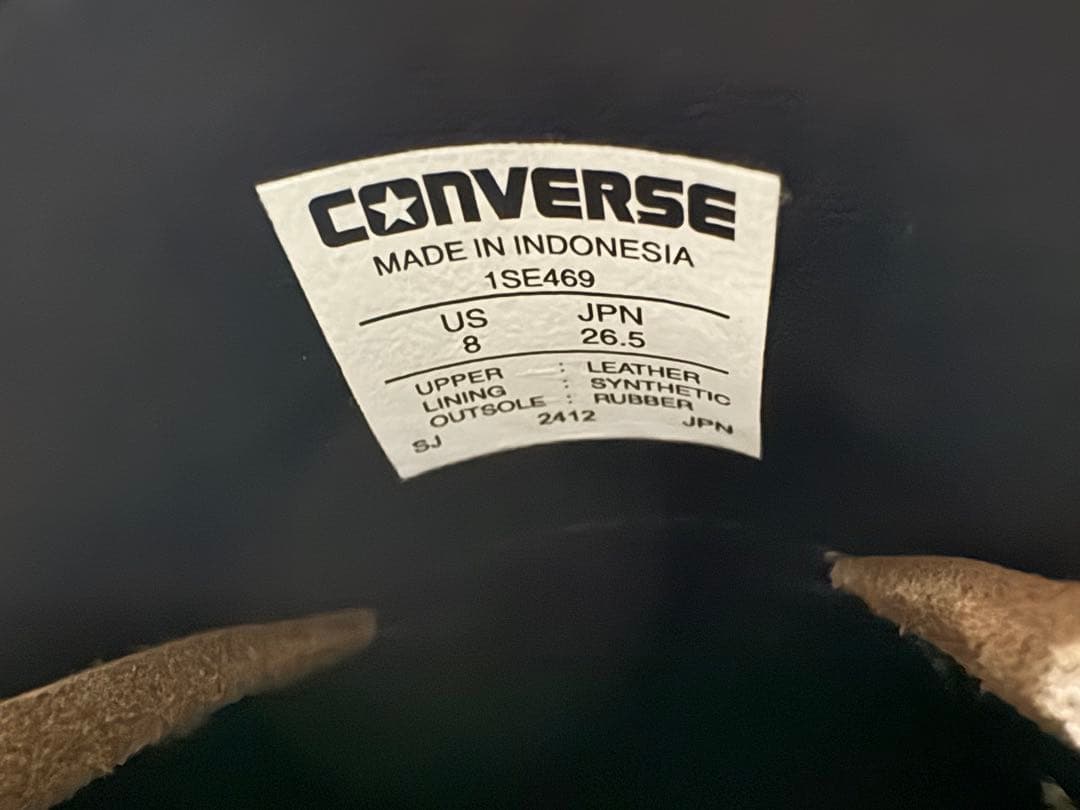 CONVERSE
MADE IN INDONESIA
1SE469
US JPN
8 26.5
UPPER : LEATHER
LINING : SYNTHETIC
OUTSOLE : RUBBER
SJ 2412 JPN